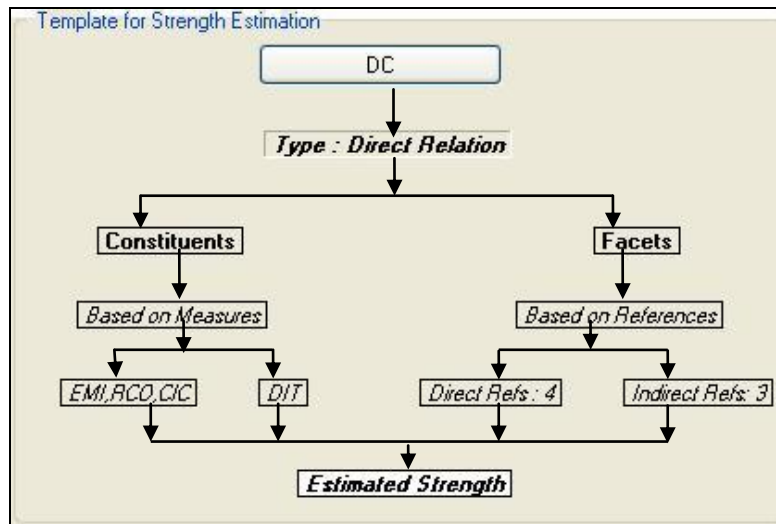 Template for Strength Estimation
DC
Type : Direct Relation
Constituents
Facets
Based on Measures
Based on References
EMI,RCO,CIC
DIT
Direct Refs : 4
Indirect Refs: 3
Estimated Strength